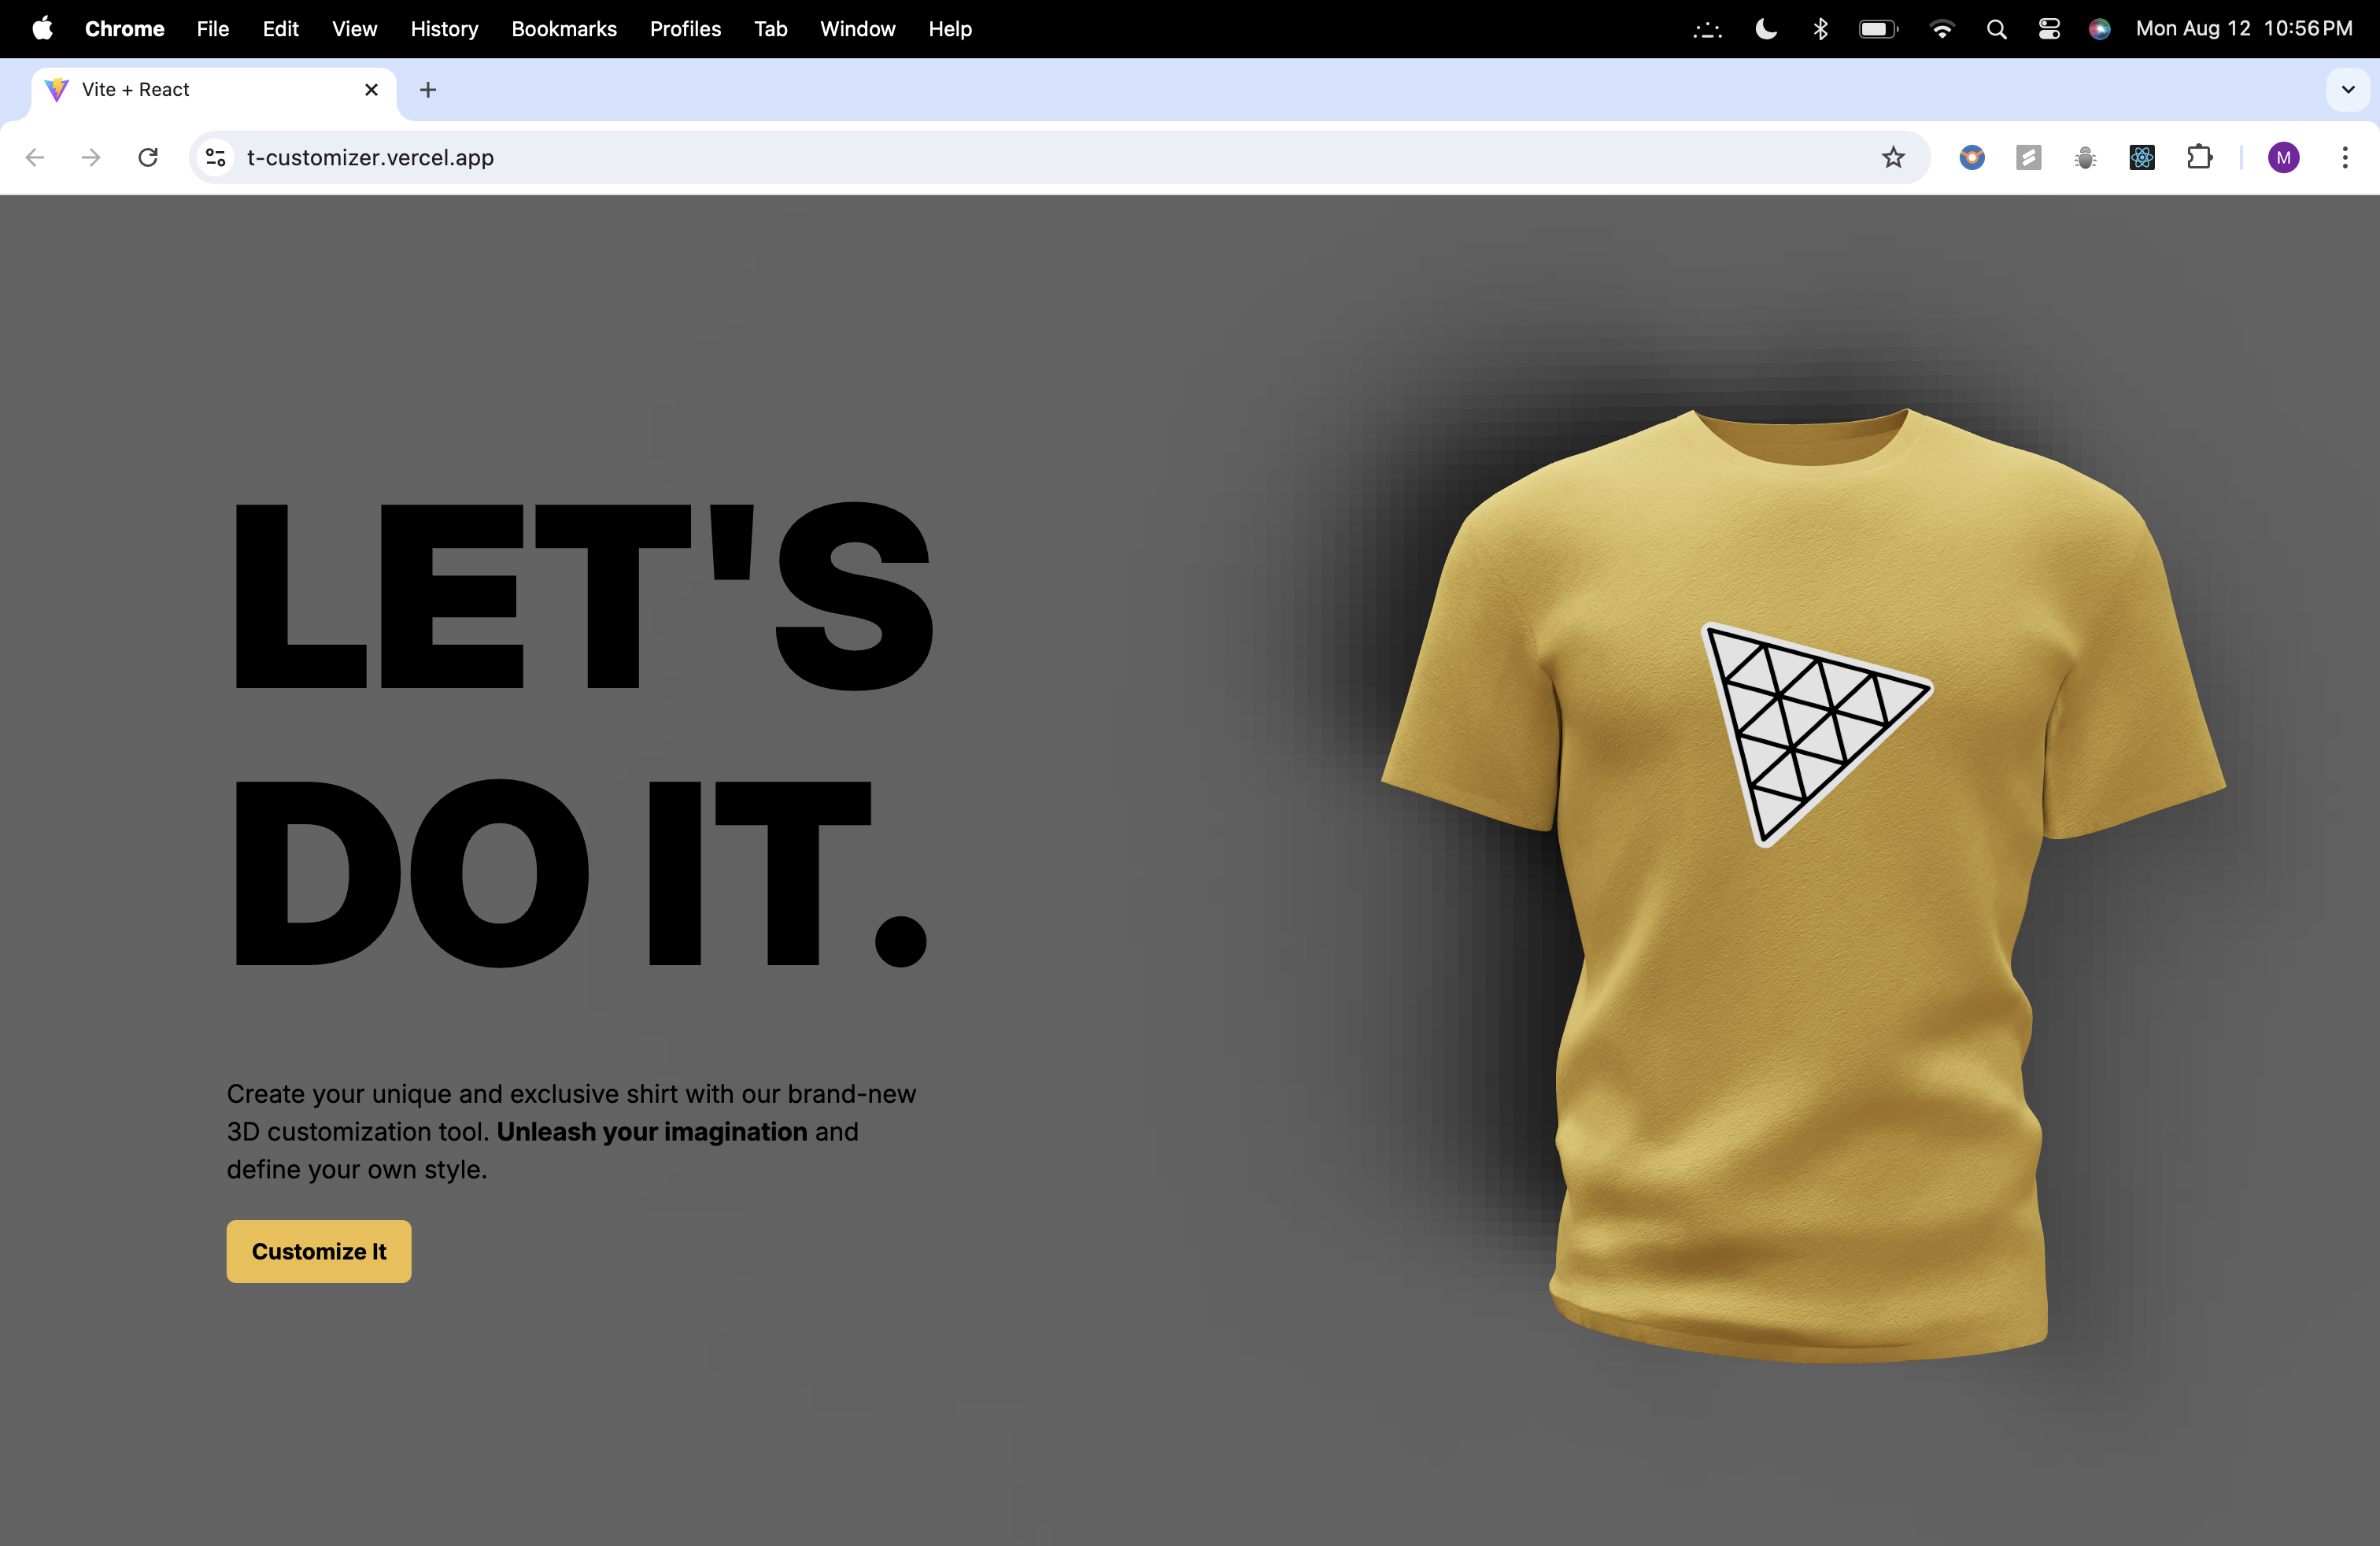 Chrome File Edit View History Bookmarks Profiles Tab Window Help Mon Aug 12 10:56 PM
Vite + React
t-customizer.vercel.app M
LET'S
DO IT.
Create your unique and exclusive shirt with our brand-new
3D customization tool. Unleash your imagination and
define your own style.
Customize It